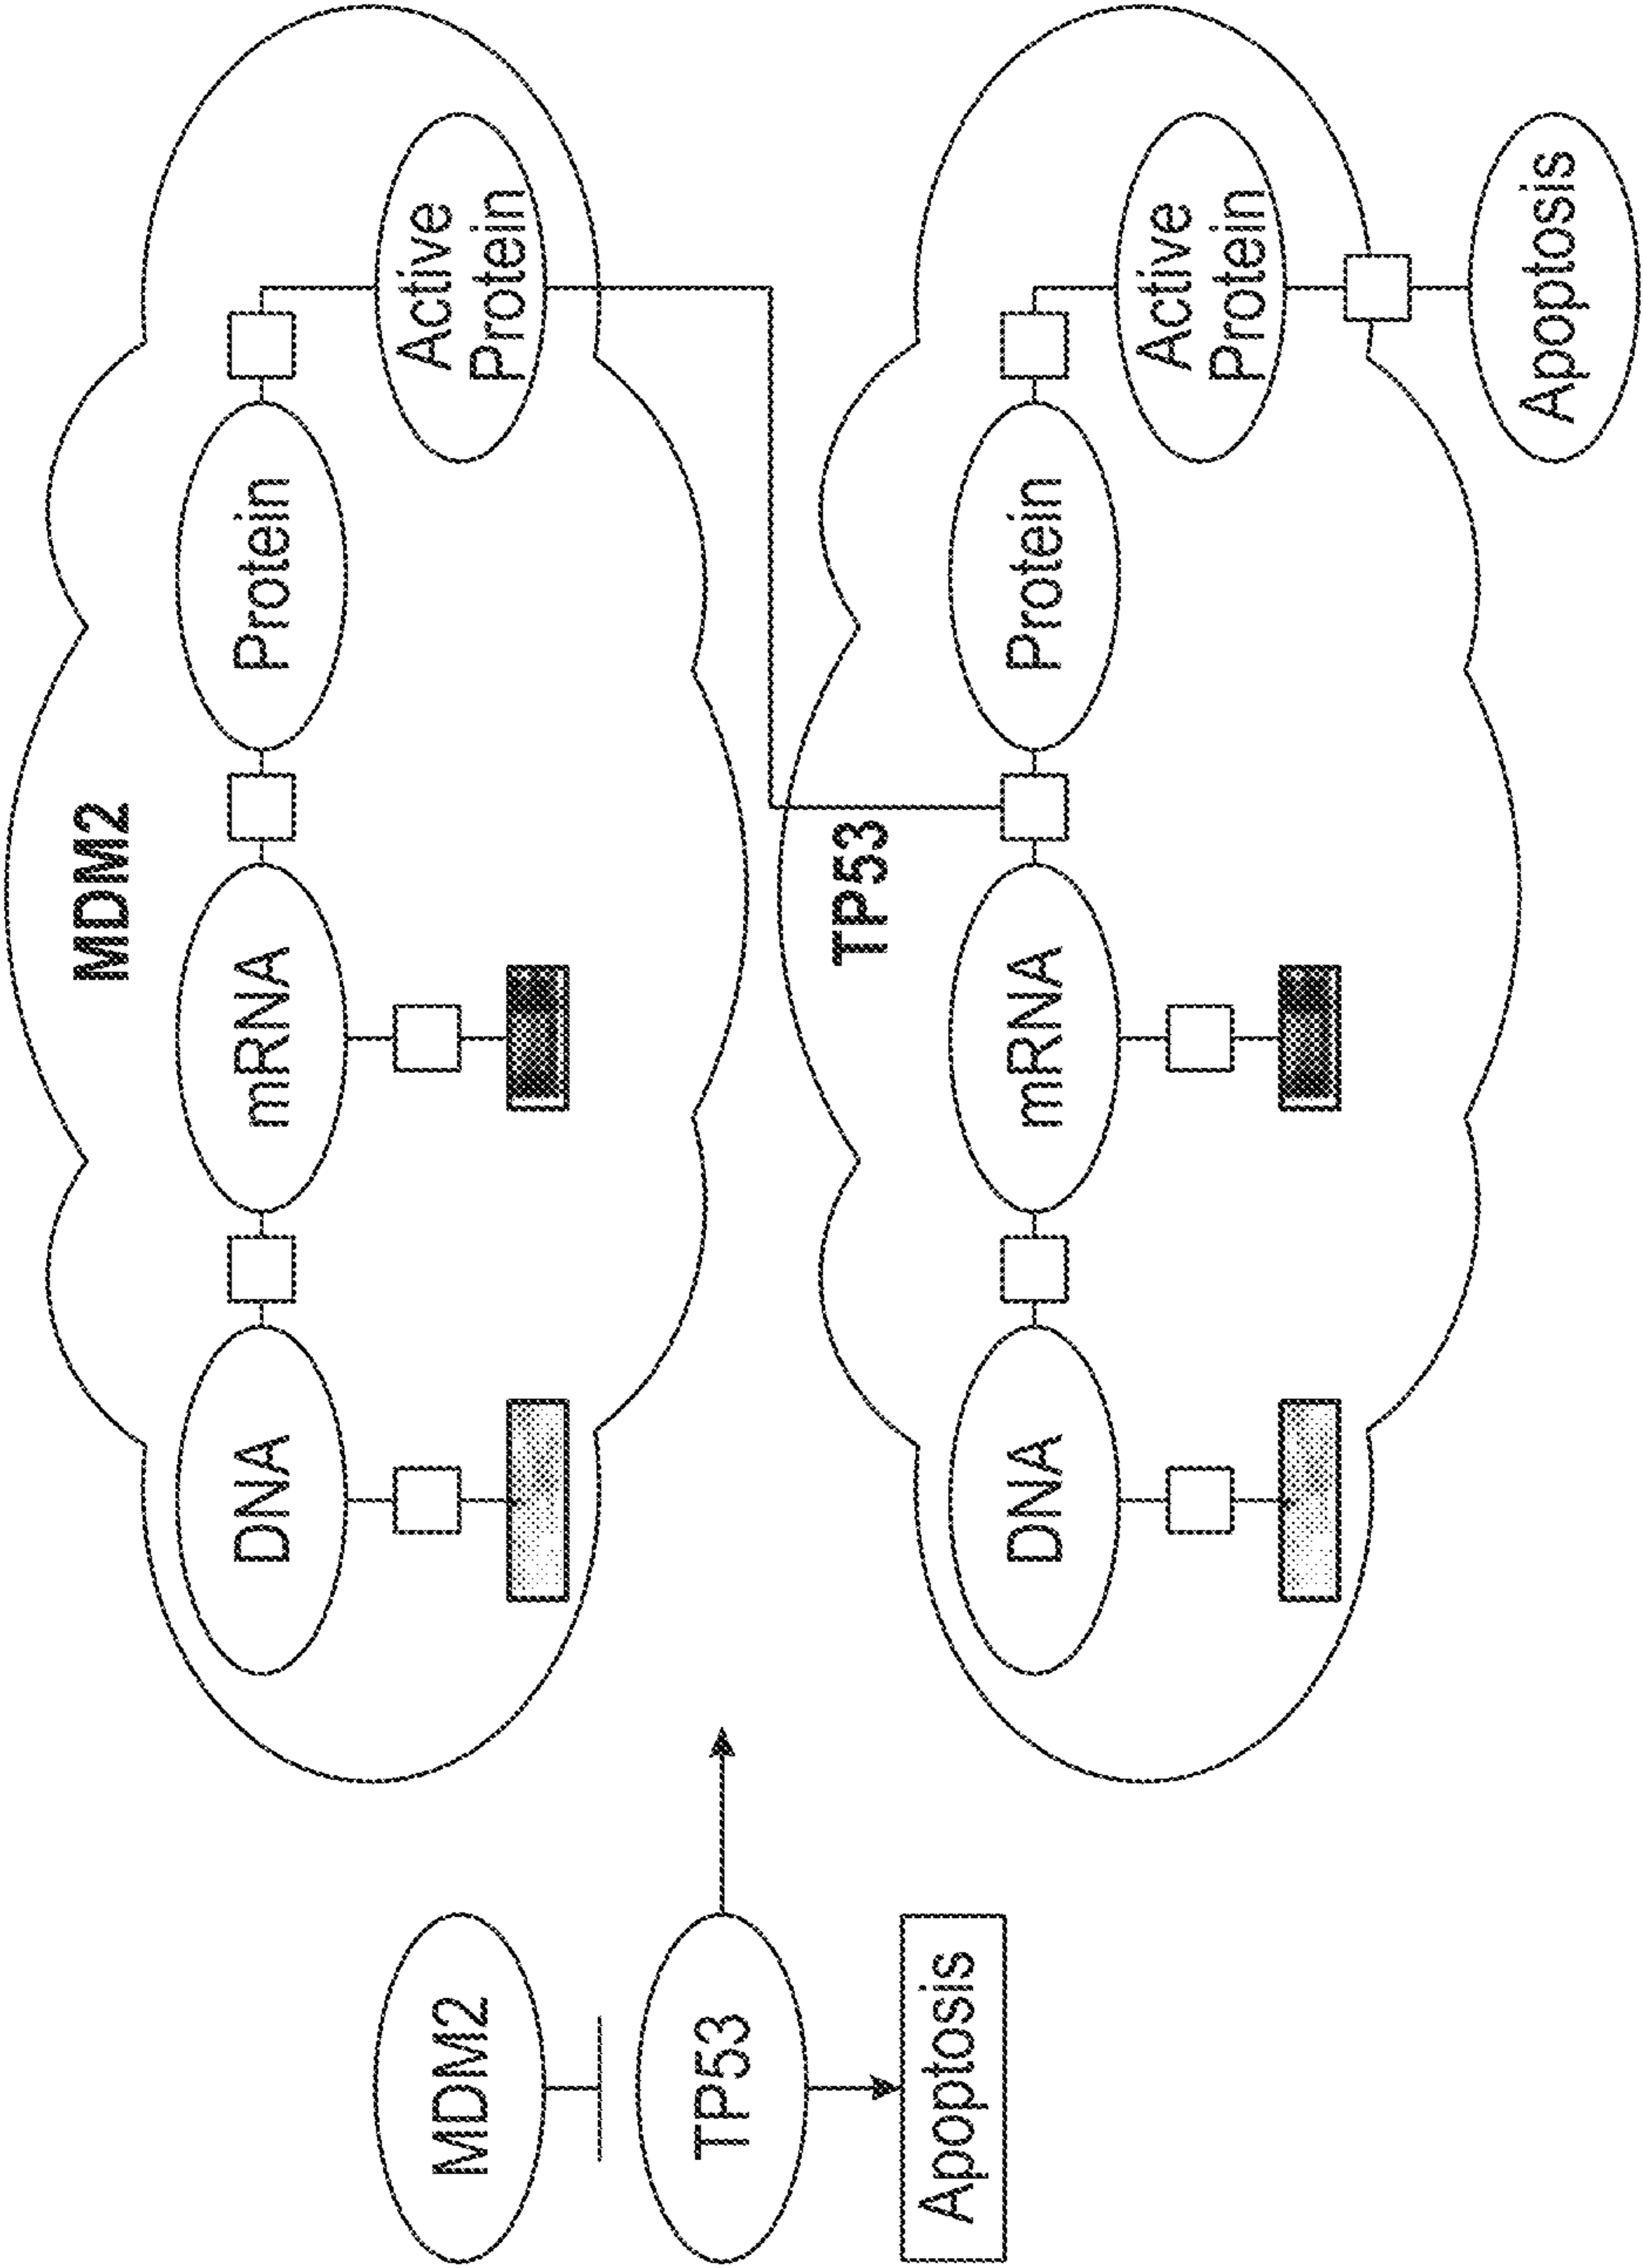 MDM2
TP53
Apoptosis
MDM2
DNA
mRNA
Protein
Active
Protein
TP53
DNA
mRNA
Protein
Active
Protein
Apoptosis